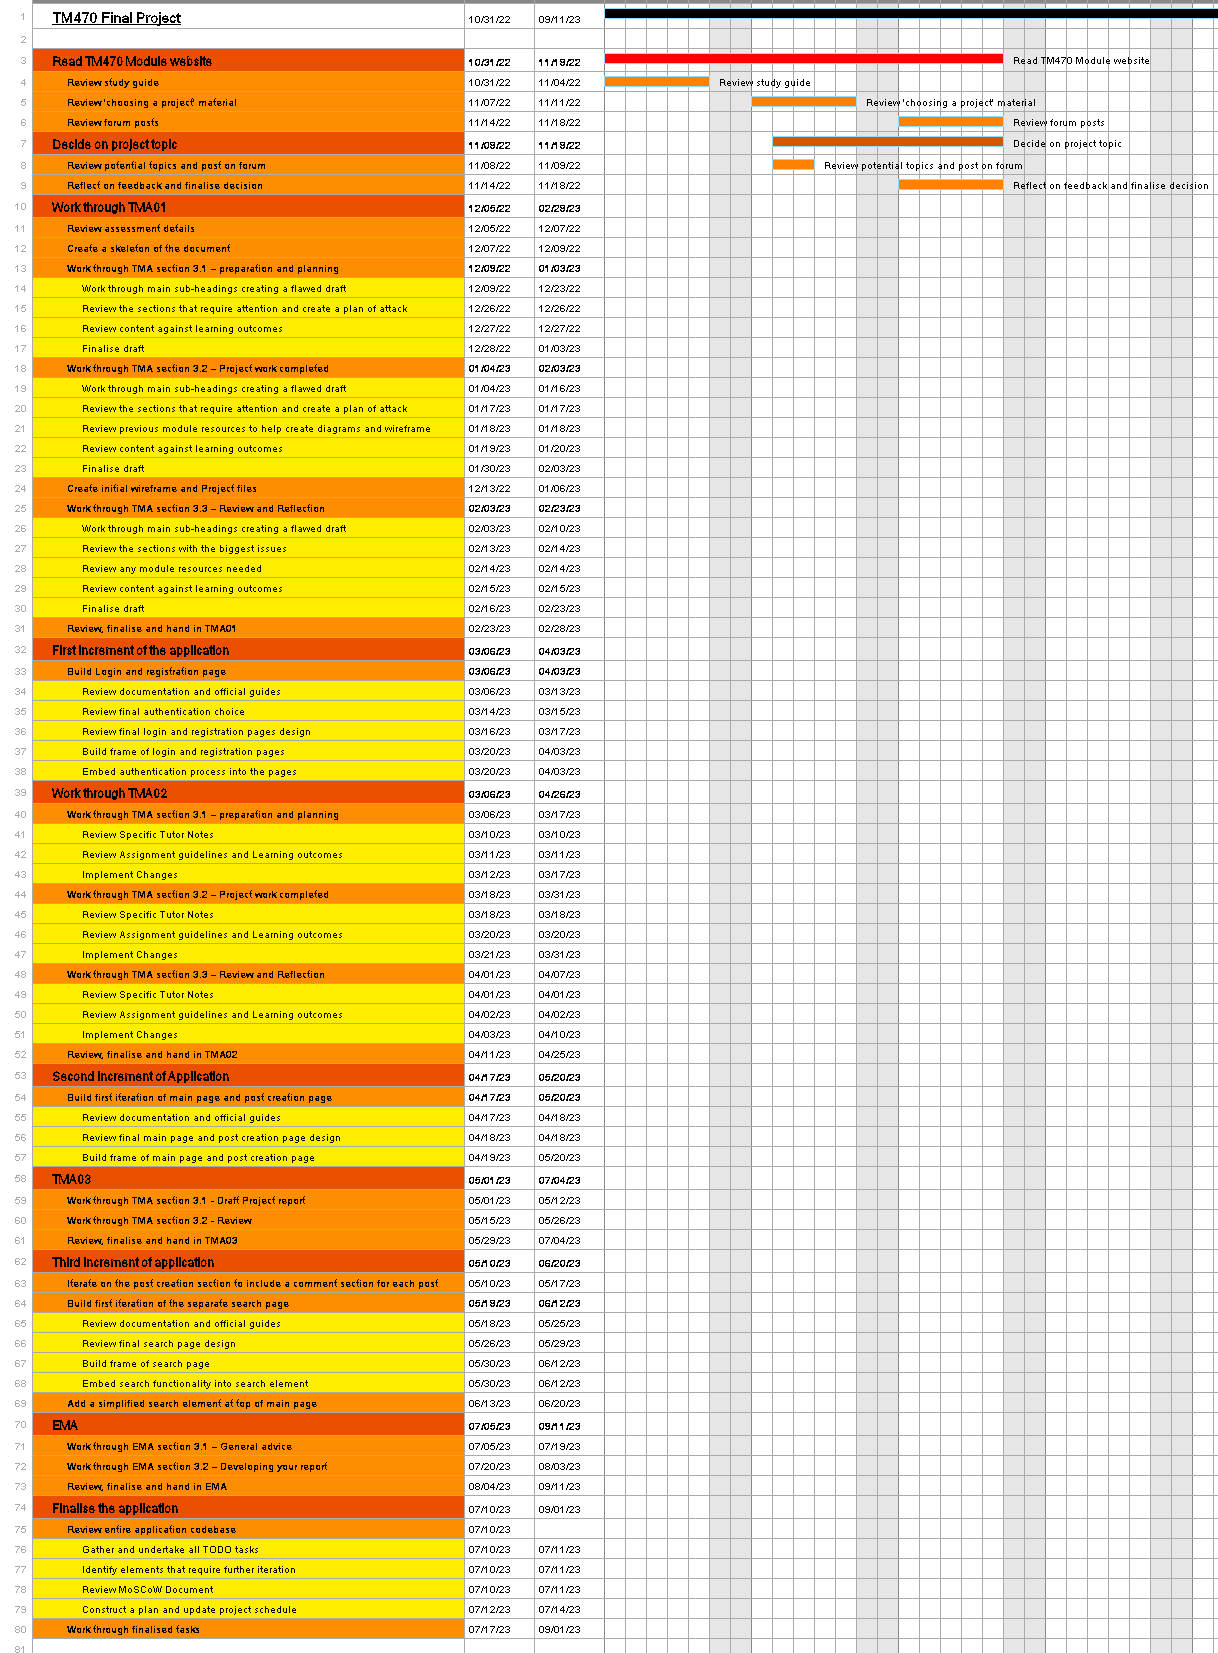 1 TM470 Final Project 10/31/22 09/11/23
2
3 Read TM470 Module website 10/31/22 11/19/22 Read TM470 Module website
4 Review study guide 10/31/22 11/04/22 Review study guide
5 Review 'choosing a project' material 11/07/22 11/11/22 Review 'choosing a project' material
6 Review forum posts 11/14/22 11/18/22 Review forum posts
7 Decide on project topic 11/09/22 11/19/22 Decide on project topic
8 Review potential topics and post on forum 11/08/22 11/09/22 Review potential topics and post on forum
9 Reflect on feedback and finalise decision 11/14/22 11/18/22 Reflect on feedback and finalise decision
10 Work through TMA01 12/05/22 02/28/23
11 Review assessment details 12/05/22 12/07/22
12 Create a skeleton of the document 12/07/22 12/09/22
13 Work through TMA section 3.1 – preparation and planning 12/09/22 01/03/23
14 Work through main sub-headings creating a flawed draft 12/09/22 12/23/22
15 Review the sections that require attention and create a plan of attack 12/26/22 12/26/22
16 Review content against learning outcomes 12/27/22 12/27/22
17 Finalise draft 12/28/22 01/03/23
18 Work through TMA section 3.2 – Project work completed 01/04/23 02/03/23
19 Work through main sub-headings creating a flawed draft 01/04/23 01/16/23
20 Review the sections that require attention and create a plan of attack 01/17/23 01/17/23
21 Review previous module resources to help create diagrams and wireframe 01/18/23 01/18/23
22 Review content against learning outcomes 01/19/23 01/20/23
23 Finalise draft 01/30/23 02/03/23
24 Create initial wireframe and Project files 12/13/22 01/06/23
25 Work through TMA section 3.3 – Review and Reflection 02/03/23 02/23/23
26 Work through main sub-headings creating a flawed draft 02/03/23 02/10/23
27 Review the sections with the biggest issues 02/13/23 02/14/23
28 Review any module resources needed 02/14/23 02/14/23
29 Review content against learning outcomes 02/15/23 02/15/23
30 Finalise draft 02/16/23 02/23/23
31 Review, finalise and hand in TMA01 02/23/23 02/28/23
32 First increment of the application 03/06/23 04/03/23
33 Build Login and registration page 03/06/23 04/03/23
34 Review documentation and official guides 03/06/23 03/13/23
35 Review final authentication choice 03/14/23 03/15/23
36 Review final login and registration pages design 03/16/23 03/17/23
37 Build frame of login and registration pages 03/20/23 04/03/23
38 Embed authentication process into the pages 03/20/23 04/03/23
39 Work through TMA02 03/06/23 04/26/23
40 Work through TMA section 3.1 – preparation and planning 03/06/23 03/17/23
41 Review Specific Tutor Notes 03/10/23 03/10/23
42 Review Assignment guidelines and Learning outcomes 03/11/23 03/11/23
43 Implement Changes 03/12/23 03/17/23
44 Work through TMA section 3.2 – Project work completed 03/18/23 03/31/23
45 Review Specific Tutor Notes 03/18/23 03/18/23
46 Review Assignment guidelines and Learning outcomes 03/20/23 03/20/23
47 Implement Changes 03/21/23 03/31/23
48 Work through TMA section 3.3 – Review and Reflection 04/01/23 04/07/23
49 Review Specific Tutor Notes 04/01/23 04/01/23
50 Review Assignment guidelines and Learning outcomes 04/02/23 04/02/23
51 Implement Changes 04/03/23 04/10/23
52 Review, finalise and hand in TMA02 04/11/23 04/25/23
53 Second Increment of Application 04/17/23 05/20/23
54 Build first iteration of main page and post creation page 04/17/23 05/20/23
55 Review documentation and official guides 04/17/23 04/18/23
56 Review final main page and post creation page design 04/18/23 04/18/23
57 Build frame of main page and post creation page 04/19/23 05/20/23
58 TMA03 05/01/23 07/04/23
59 Work through TMA section 3.1 - Draft Project report 05/01/23 05/12/23
60 Work through TMA section 3.2 - Review 05/15/23 05/26/23
61 Review, finalise and hand in TMA03 05/29/23 07/04/23
62 Third increment of application 05/10/23 06/20/23
63 Iterate on the post creation section to include a comment section for each post 05/10/23 05/17/23
64 Build first iteration of the separate search page 05/18/23 06/12/23
65 Review documentation and official guides 05/18/23 05/25/23
66 Review final search page design 05/26/23 05/29/23
67 Build frame of search page 05/30/23 06/12/23
68 Embed search functionality into search element 05/30/23 06/12/23
69 Add a simplified search element at top of main page 06/13/23 06/20/23
70 EMA 07/05/23 09/11/23
71 Work through EMA section 3.1 – General advice 07/05/23 07/19/23
72 Work through EMA section 3.2 – Developing your report 07/20/23 08/03/23
73 Review, finalise and hand in EMA 08/04/23 09/11/23
74 Finalise the application 07/10/23 09/01/23
75 Review entire application codebase 07/10/23
76 Gather and undertake all TODO tasks 07/10/23 07/11/23
77 Identify elements that require further iteration 07/10/23 07/11/23
78 Review MoSCoW Document 07/10/23 07/11/23
79 Construct a plan and update project schedule 07/12/23 07/14/23
80 Work through finalised tasks 07/17/23 09/01/23
81